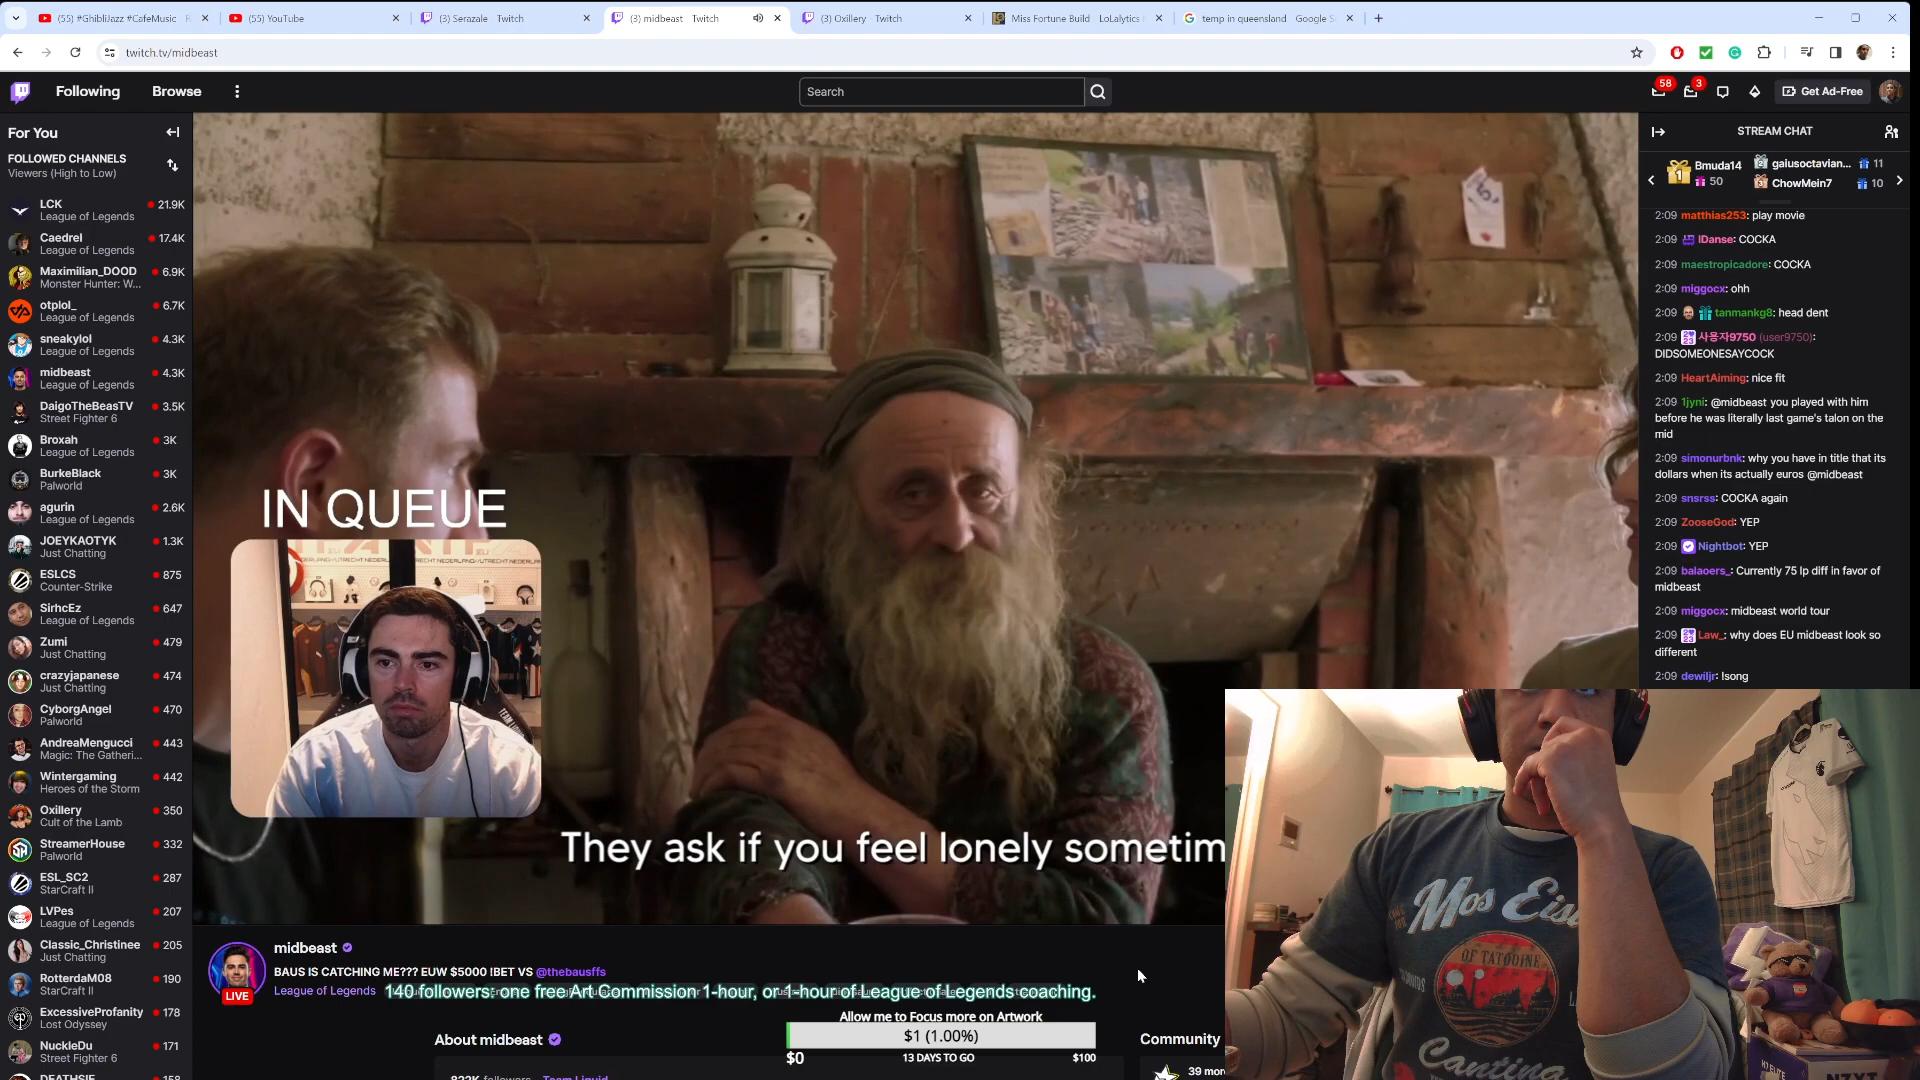 (55) #GhibliJazz #CafeMusic
(55) YouTube
(3) Serazale Twitch
(3) midbeast Twitch
(3) Oxillery Twitch
Miss Fortune Build LoLalytics
temp in queensland Google S
twitch.tv/midbeast
Following
Browse
Search
58
3
Get Ad-Free
For You
FOLLOWED CHANNELS
Viewers (High to Low)
LCK 21.9K
League of Legends
Caedrel 17.4K
League of Legends
Maximilian_DOOD 6.9K
Monster Hunter: W...
otplol_ 6.7K
League of Legends
sneakylol 4.3K
League of Legends
midbeast 4.3K
League of Legends
DaigoTheBeasTV 3.5K
Street Fighter 6
Broxah 3K
League of Legends
BurkeBlack 3K
Palworld
agurin 2.6K
League of Legends
JOEYKAOTYK 1.3K
Just Chatting
ESLCS 875
Counter-Strike
SirhcEz 647
League of Legends
Zumi 479
Just Chatting
crazyjapanese 474
Just Chatting
CyborgAngel 470
Palworld
AndreaMengucci 443
Magic: The Gatheri...
Wintergaming 442
Heroes of the Storm
Oxillery 350
Cult of the Lamb
StreamerHouse 332
Palworld
ESL_SC2 287
StarCraft II
LVPes 207
League of Legends
Classic_Christinee 205
Just Chatting
RotterdaM08 190
StarCraft II
ExcessiveProfanity 178
Lost Odyssey
NuckleDu 171
Street Fighter 6
IN QUEUE
They ask if you feel lonely sometim
midbeast
BAUS IS CATCHING ME??? EUW $5000 !BET VS @thebausffs
LIVE
League of Legends
140 followers: one free Art Commission 1-hour, or 1-hour of League of Legends coaching.
Allow me to Focus more on Artwork
$1 (1.00%)
$0 13 DAYS TO GO $100
About midbeast
Team Liquid
Community
39 mor
STREAM CHAT
Bmuda14
50
gaiusoctavian... 11
ChowMein7 10
2:09 matthias253: play movie
2:09 IDanse: COCKA
2:09 maestropicadore: COCKA
2:09 miggocx: ohh
2:09 tanmankg8: head dent
2:09 사용자9750 (user9750):
DIDSOMEONESAYCOCK
2:09 HeartAiming: nice fit
2:09 1jyni: @midbeast you played with him
before he was literally last game's talon on the
mid
2:09 simonurbnk: why you have in title that its
dollars when its actually euros @midbeast
2:09 snsrss: COCKA again
2:09 ZooseGod: YEP
2:09 Nightbot: YEP
2:09 balaoers_: Currently 75 lp diff in favor of
midbeast
2:09 miggocx: midbeast world tour
2:09 Law_: why does EU midbeast look so
different
2:09 dewiljr: !song
Mos Eis
OF TATOOINE
Cantina